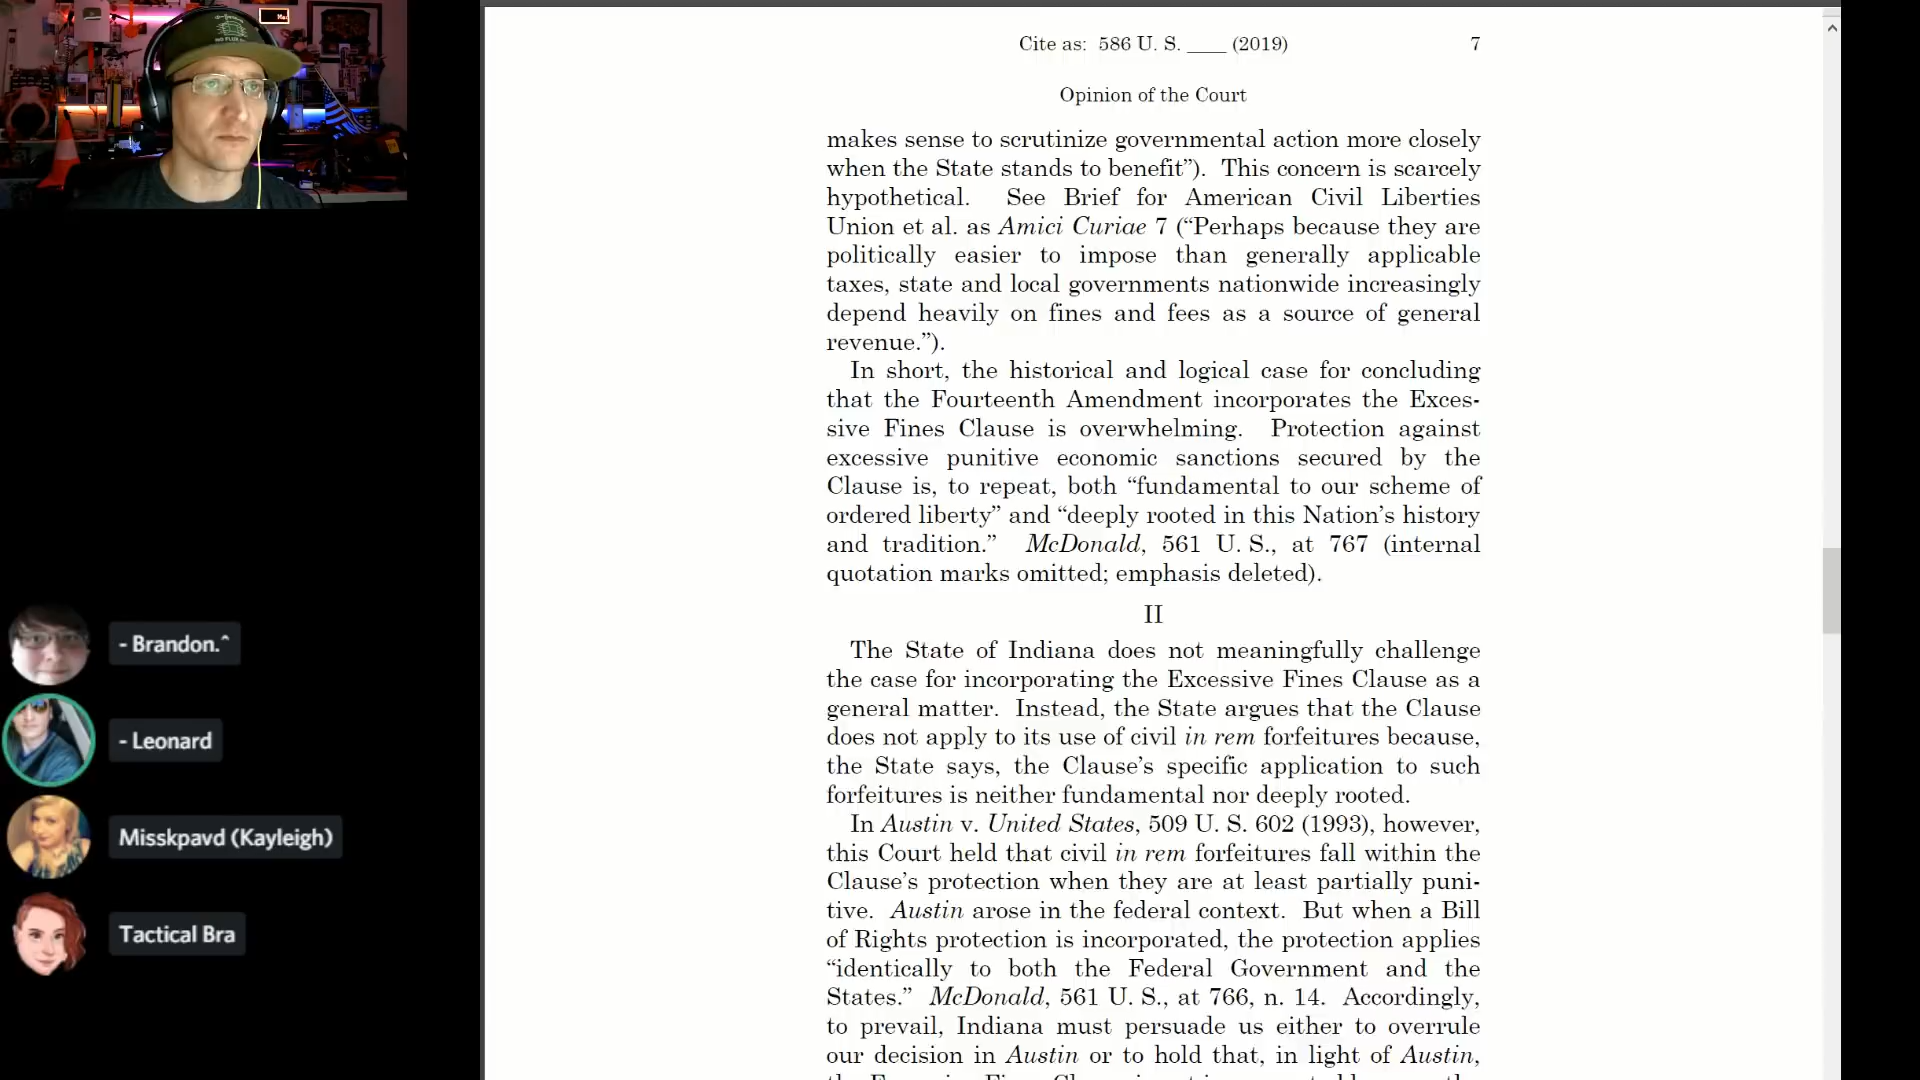 Cite as: 586 U. S. ____ (2019)
7
Opinion of the Court
makes sense to scrutinize governmental action more closely
when the State stands to benefit”). This concern is scarcely
hypothetical. See Brief for American Civil Liberties
Union et al. as Amici Curiae 7 (“Perhaps because they are
politically easier to impose than generally applicable
taxes, state and local governments nationwide increasingly
depend heavily on fines and fees as a source of general
revenue.”).
In short, the historical and logical case for concluding
that the Fourteenth Amendment incorporates the Exces-
sive Fines Clause is overwhelming. Protection against
excessive punitive economic sanctions secured by the
Clause is, to repeat, both “fundamental to our scheme of
ordered liberty” and “deeply rooted in this Nation’s history
and tradition.” McDonald, 561 U. S., at 767 (internal
quotation marks omitted; emphasis deleted).
II
The State of Indiana does not meaningfully challenge
the case for incorporating the Excessive Fines Clause as a
general matter. Instead, the State argues that the Clause
does not apply to its use of civil in rem forfeitures because,
the State says, the Clause’s specific application to such
forfeitures is neither fundamental nor deeply rooted.
In Austin v. United States, 509 U. S. 602 (1993), however,
this Court held that civil in rem forfeitures fall within the
Clause’s protection when they are at least partially puni-
tive. Austin arose in the federal context. But when a Bill
of Rights protection is incorporated, the protection applies
“identically to both the Federal Government and the
States.” McDonald, 561 U. S., at 766, n. 14. Accordingly,
to prevail, Indiana must persuade us either to overrule
our decision in Austin or to hold that, in light of Austin,
- Brandon.^
- Leonard
Misskpavd (Kayleigh)
Tactical Bra